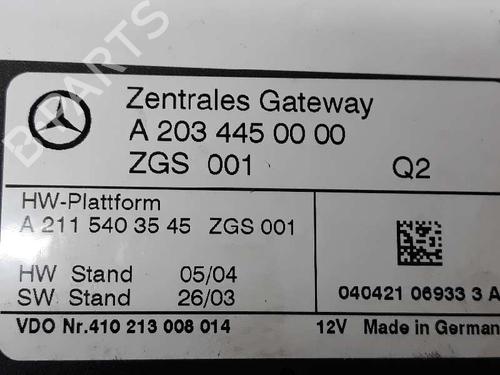 Zentrales Gateway
A 203 445 00 00
ZGS 001 Q2
HW-Plattform
A 211 540 35 45 ZGS 001
HW Stand 05/04
SW Stand 26/03
040421 06933 3 A
VDO Nr.410 213 008 014 12V Made in German
B-PARTS